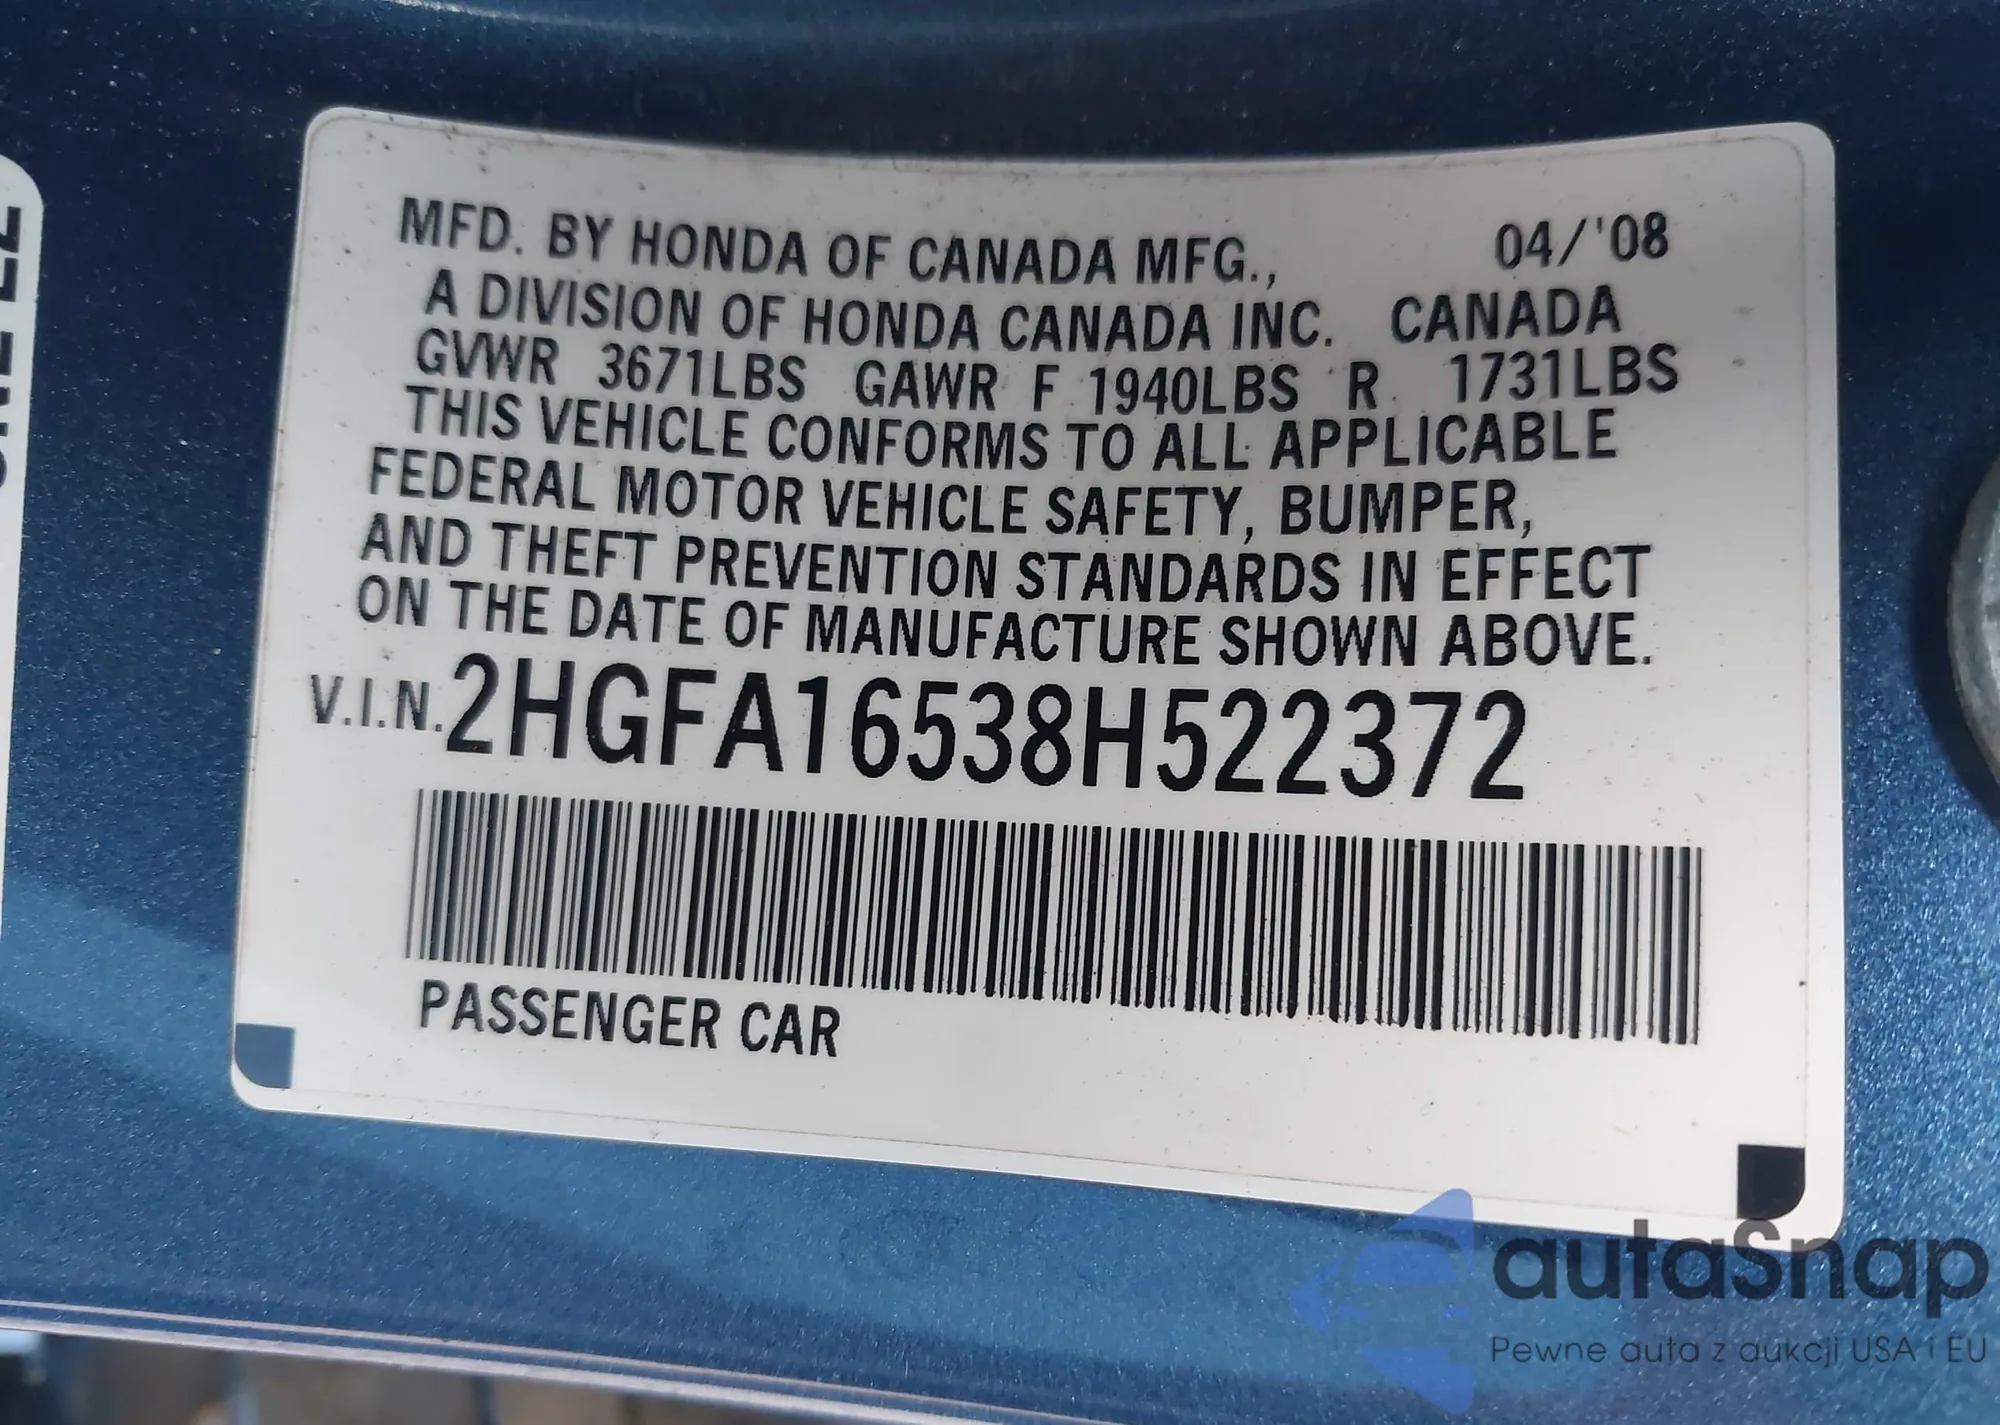 MFD. BY HONDA OF CANADA MFG., 04/'08
A DIVISION OF HONDA CANADA INC. CANADA
GVWR 3671LBS GAWR F 1940LBS R 1731LBS
THIS VEHICLE CONFORMS TO ALL APPLICABLE
FEDERAL MOTOR VEHICLE SAFETY, BUMPER,
AND THEFT PREVENTION STANDARDS IN EFFECT
ON THE DATE OF MANUFACTURE SHOWN ABOVE.
V.I.N. 2HGFA16538H522372
PASSENGER CAR
autaSnap
Pewne auta z aukcji USA i EU